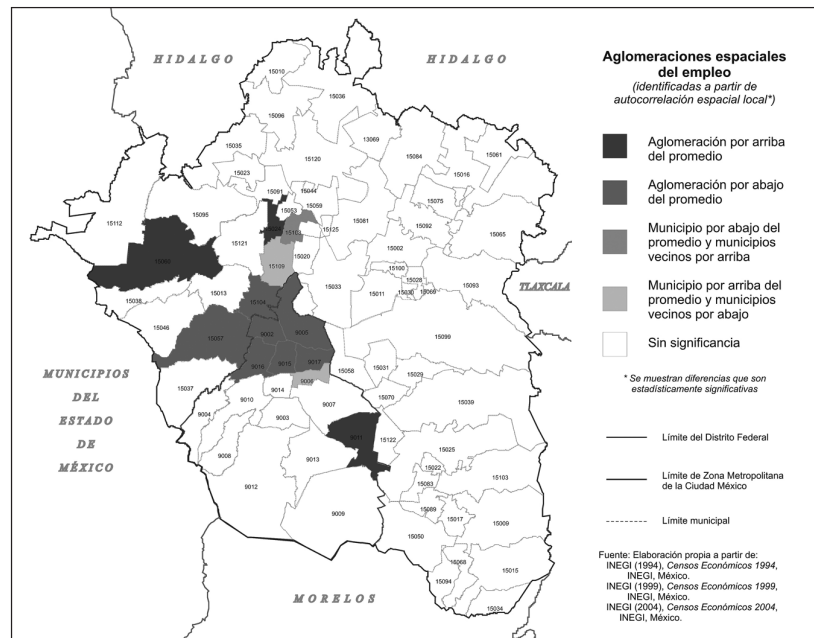 HIDALGO
HIDALGO
15010
15036
15096
13069
15035
15120
15084
15061
15016
15023
15091
15044
15059
15075
15112
15095
15053
15081
15092
15065
15103
15125
15121
15002
15060
15020
15109
15100
15028
15013
15033
15011
15030
15069
15093
TLAXCALA
15038
15104
15046
9002
9005
15099
15057
9016
9015
9017
15058
15031
15029
9006
MUNICIPIOS
DEL
ESTADO
DE
MÉXICO
15037
9014
9010
9007
15070
15039
9004
9003
9011
15122
15025
9008
9013
15022
15103
9012
15083
9009
15089
15017
15009
15050
15068
15015
15094
15034
MORELOS
Aglomeraciones espaciales
del empleo
(identificadas a partir de
autocorrelación espacial local*)
Aglomeración por arriba
del promedio
Aglomeración por abajo
del promedio
Municipio por abajo del
promedio y municipios
vecinos por arriba
Municipio por arriba del
promedio y municipios
vecinos por abajo
Sin significancia
* Se muestran diferencias que son
estadísticamente significativas
Límite del Distrito Federal
Límite de Zona Metropolitana
de la Ciudad México
Límite municipal
Fuente: Elaboración propia a partir de:
INEGI (1994), Censos Económicos 1994,
INEGI, México.
INEGI (1999), Censos Económicos 1999,
INEGI, México.
INEGI (2004), Censos Económicos 2004,
INEGI, México.